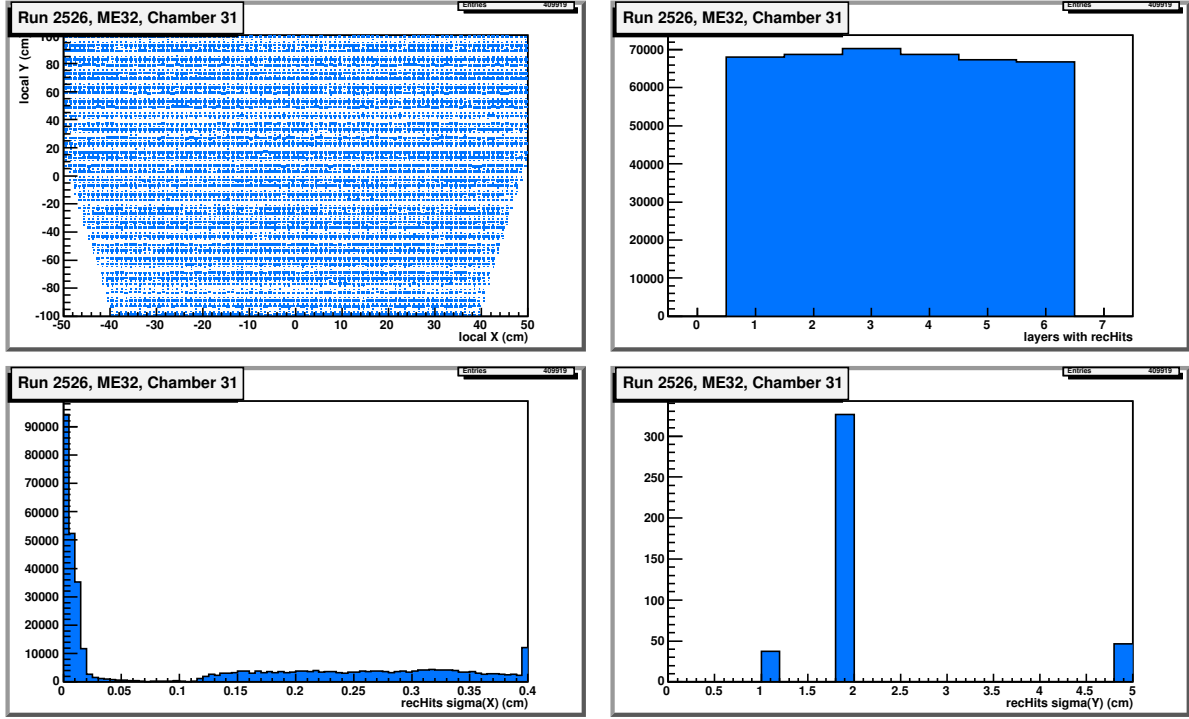 Run 2526, ME32, Chamber 31
Entries 409919
local Y (cm)
100
80
60
40
20
0
-20
-40
-60
-80
-100
-50 -40 -30 -20 -10 0 10 20 30 40 50
local X (cm)
Run 2526, ME32, Chamber 31
Entries 409919
70000
60000
50000
40000
30000
20000
10000
0
0 1 2 3 4 5 6 7
layers with recHits
Run 2526, ME32, Chamber 31
Entries 409919
90000
80000
70000
60000
50000
40000
30000
20000
10000
0
0 0.05 0.1 0.15 0.2 0.25 0.3 0.35 0.4
recHits sigma(X) (cm)
Run 2526, ME32, Chamber 31
Entries 409919
300
250
200
150
100
50
0
0 0.5 1 1.5 2 2.5 3 3.5 4 4.5 5
recHits sigma(Y) (cm)